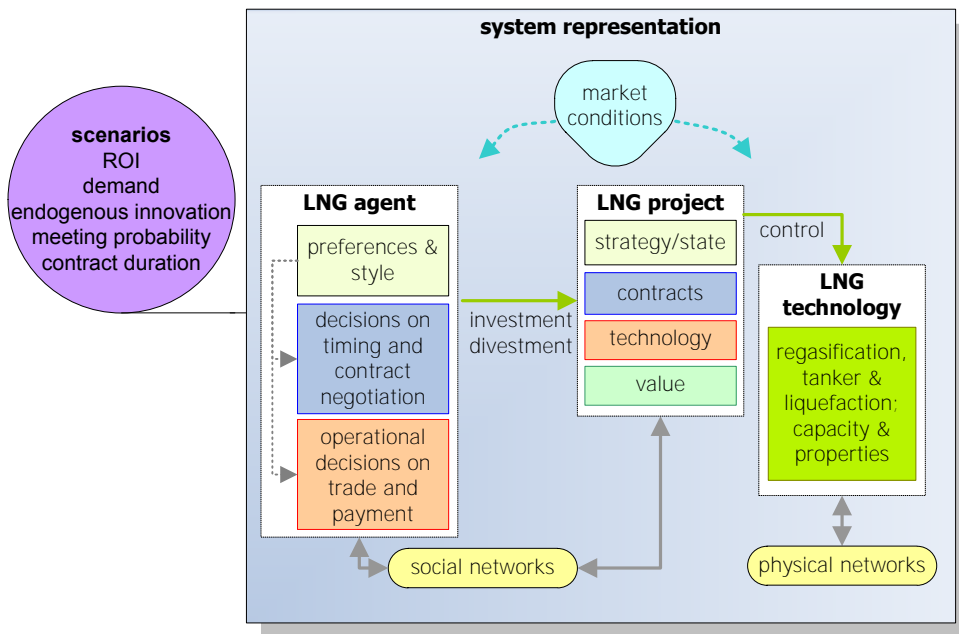 system representation
market
conditions
scenarios
ROI
demand
endogenous innovation
meeting probability
contract duration
LNG agent
preferences &
style
decisions on
timing and
contract
negotiation
operational
decisions on
trade and
payment
investment
divestment
LNG project
strategy/state
contracts
technology
value
control
LNG
technology
regasification,
tanker &
liquefaction;
capacity &
properties
social networks
physical networks